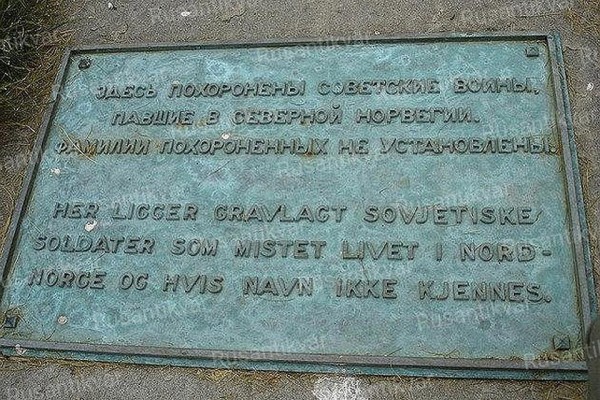 ЗДЕСЬ ПОХОРОНЕНЫ СОВЕТСКИЕ ВОИНЫ,
ПАВШИЕ В СЕВЕРНОЙ НОРВЕГИИ.
ФАМИЛИИ ПОХОРОНЕННЫХ НЕ УСТАНОВЛЕНЫ.
HER LIGGER GRAVLAGT SOVJETISKE
SOLDATER SOM MISTET LIVET I NORD-
NORGE OG HVIS NAVN IKKE KJENNES.
Rusantikvar